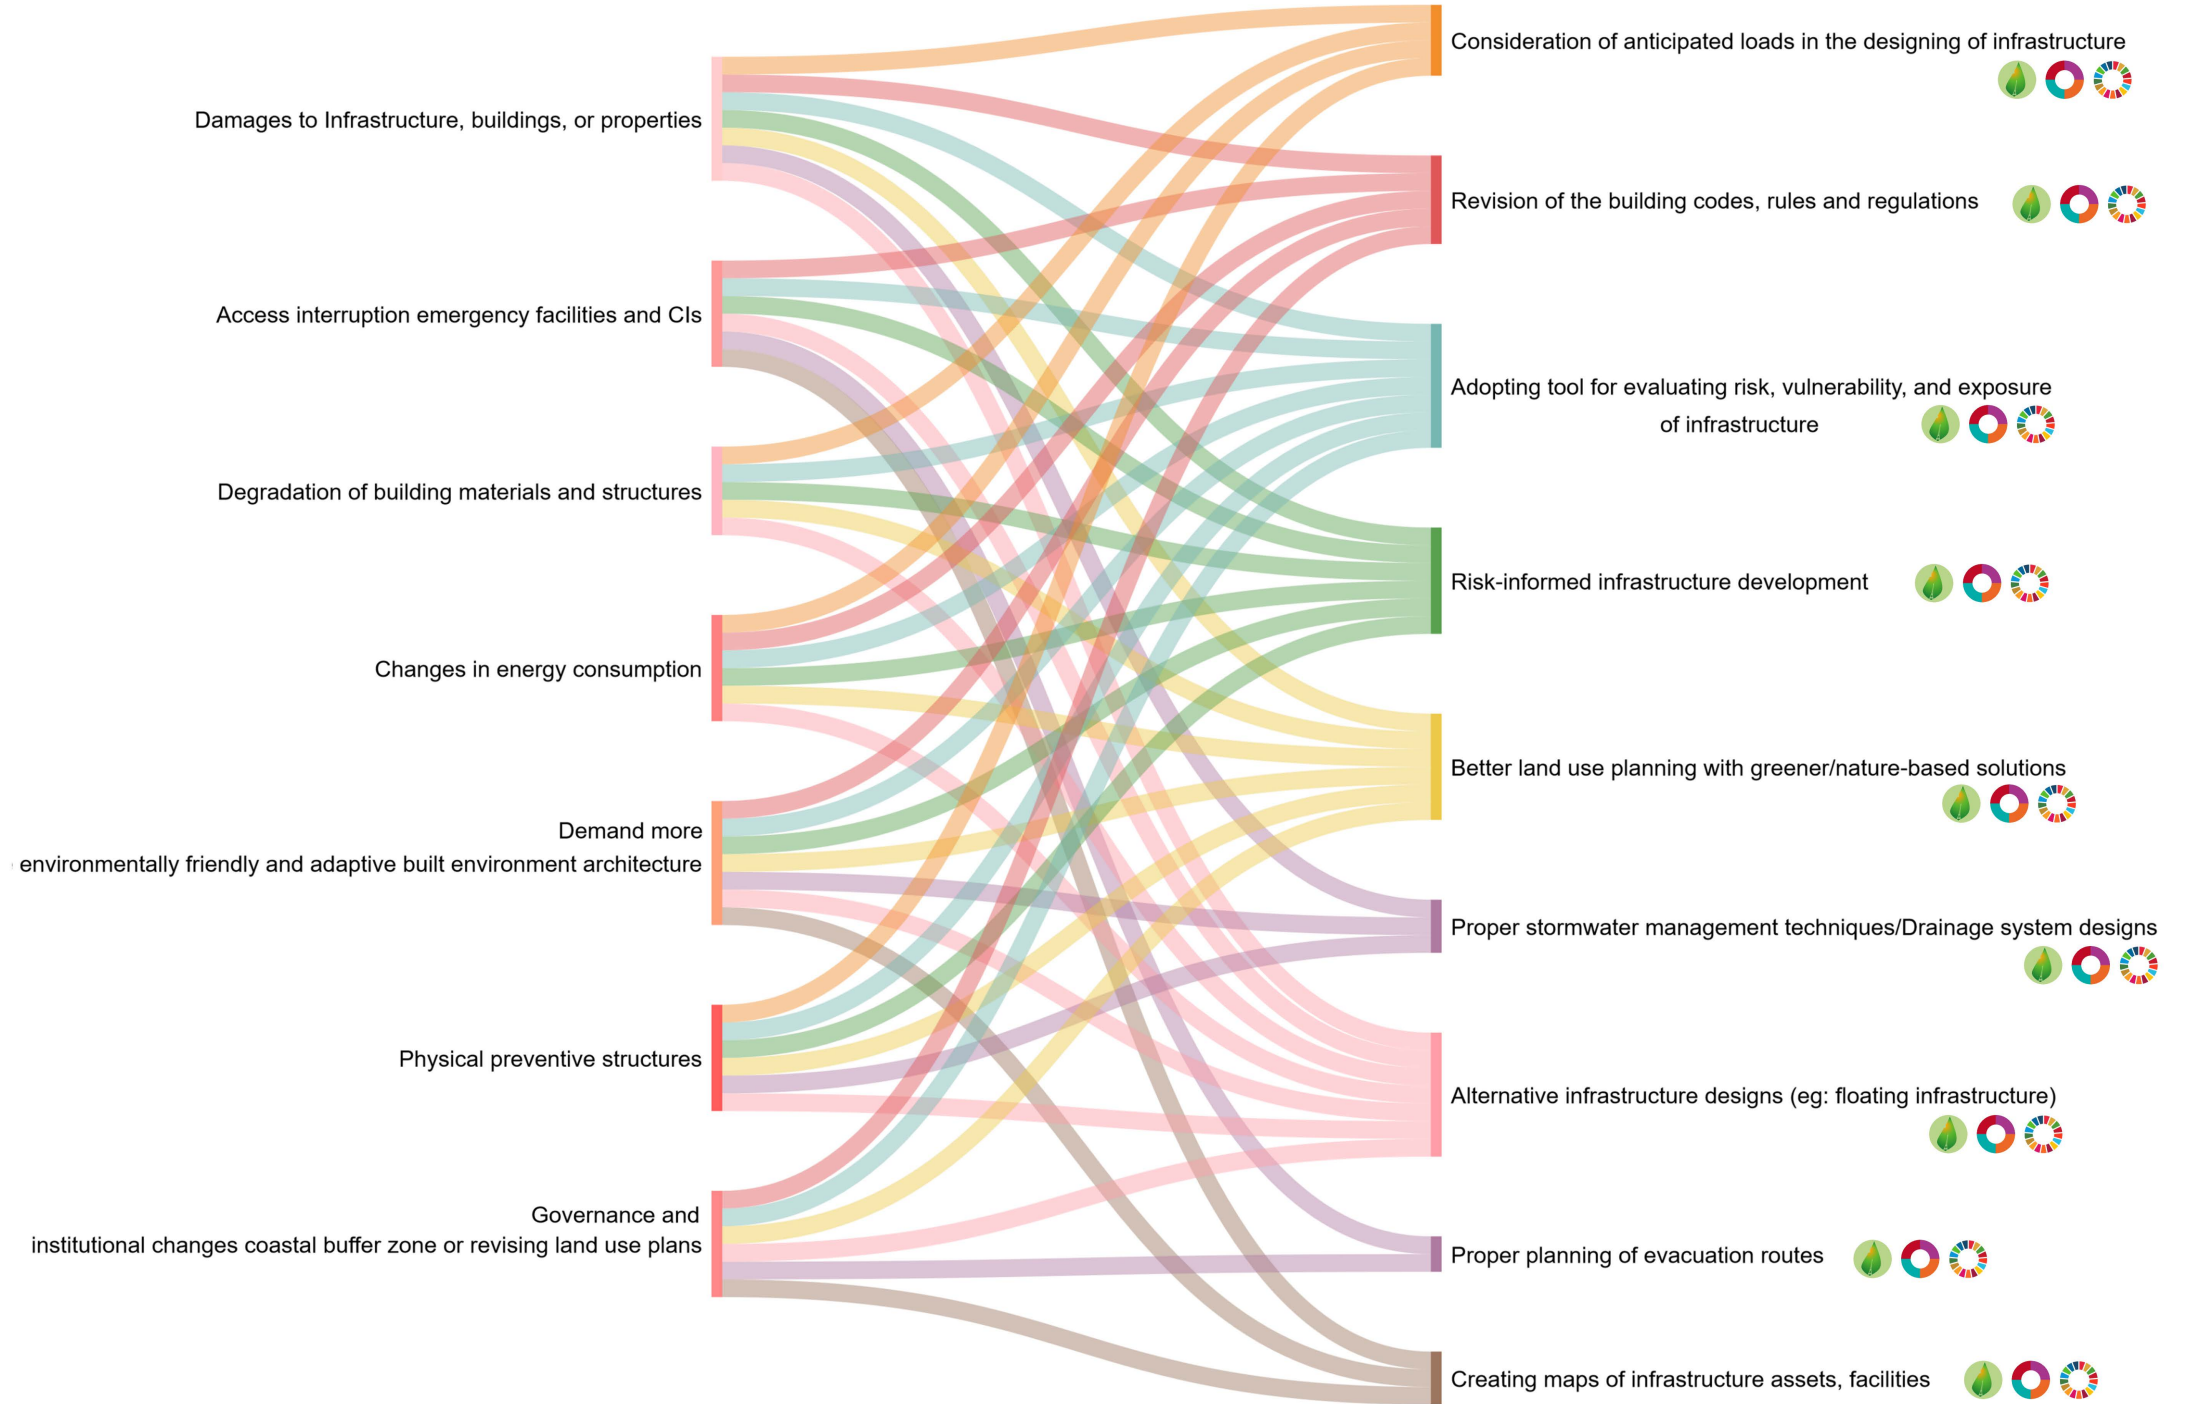 Damages to Infrastructure, buildings, or properties
Access interruption emergency facilities and CIs
Degradation of building materials and structures
Changes in energy consumption
Demand more
environmentally friendly and adaptive built environment architecture
Physical preventive structures
Governance and
institutional changes coastal buffer zone or revising land use plans
Consideration of anticipated loads in the designing of infrastructure
Revision of the building codes, rules and regulations
Adopting tool for evaluating risk, vulnerability, and exposure
of infrastructure
Risk-informed infrastructure development
Better land use planning with greener/nature-based solutions
Proper stormwater management techniques/Drainage system designs
Alternative infrastructure designs (eg: floating infrastructure)
Proper planning of evacuation routes
Creating maps of infrastructure assets, facilities